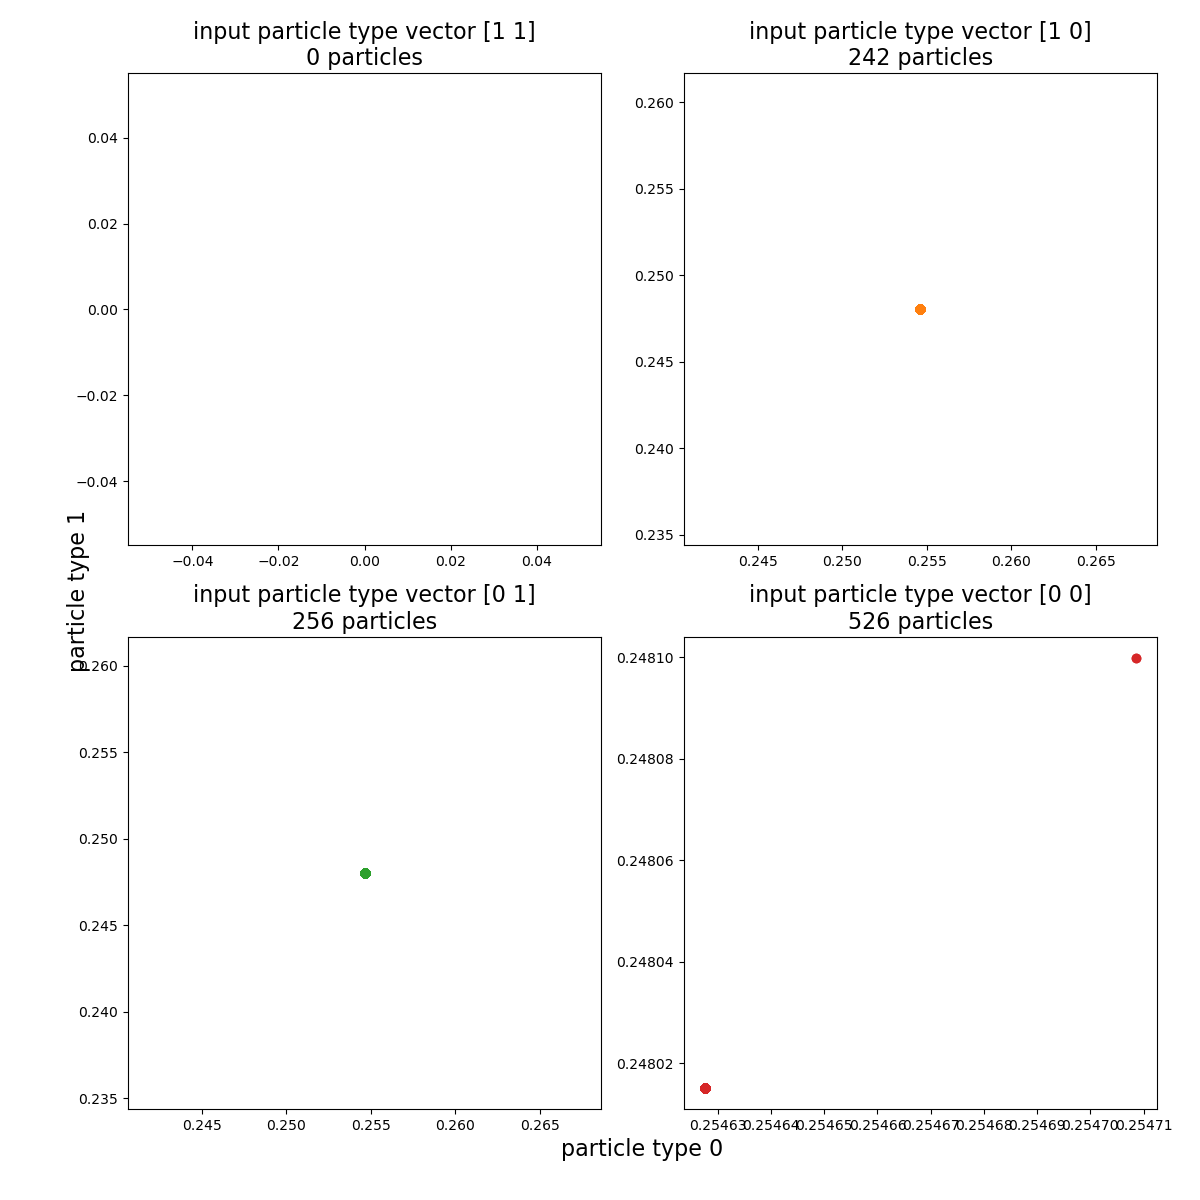 input particle type vector [1 1]
0 particles
0.04
0.02
0.00
−0.02
−0.04
−0.04 −0.02 0.00 0.02 0.04
input particle type vector [1 0]
242 particles
0.260
0.255
0.250
0.245
0.240
0.235
0.245 0.250 0.255 0.260 0.265
particle type 1
input particle type vector [0 1]
256 particles
0.260
0.255
0.250
0.245
0.240
0.235
0.245 0.250 0.255 0.260 0.265
input particle type vector [0 0]
526 particles
0.24810
0.24808
0.24806
0.24804
0.24802
0.25463 0.25464 0.25465 0.25466 0.25467 0.25468 0.25469 0.25470 0.25471
particle type 0